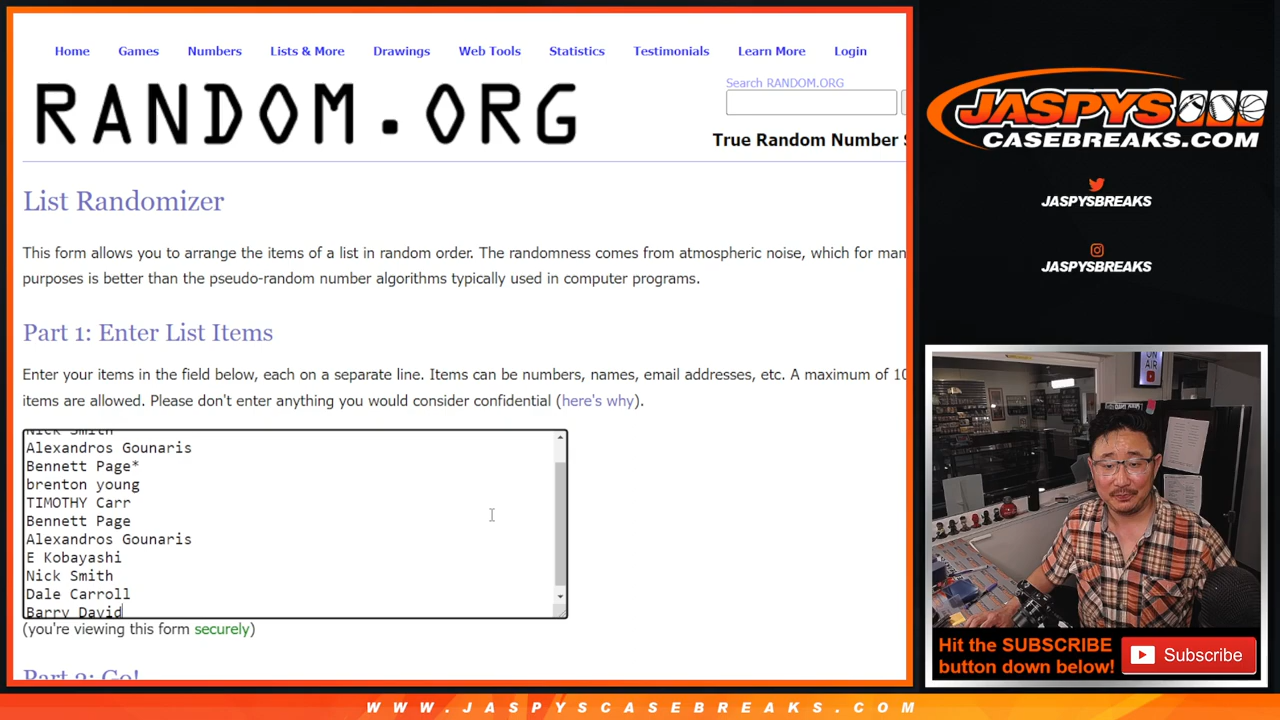 Home Games Numbers Lists & More Drawings Web Tools Statistics Testimonials Learn More Login
RANDOM.ORG
Search RANDOM.ORG
True Random Number S
List Randomizer
This form allows you to arrange the items of a list in random order. The randomness comes from atmospheric noise, which for man
purposes is better than the pseudo-random number algorithms typically used in computer programs.
Part 1: Enter List Items
Enter your items in the field below, each on a separate line. Items can be numbers, names, email addresses, etc. A maximum of 10
items are allowed. Please don't enter anything you would consider confidential (here's why).
Nick Smith
Alexandros Gounaris
Bennett Page*
brenton young
TIMOTHY Carr
Bennett Page
Alexandros Gounaris
E Kobayashi
Nick Smith
Dale Carroll
Barry David
(you're viewing this form securely)
Part 2: Go!
JASPYS
CASEBREAKS.COM
JASPYSBREAKS
JASPYSBREAKS
ON
AIR
Hit the SUBSCRIBE
button down below!
Subscribe
WWW.JASPYSCASEBREAKS.COM